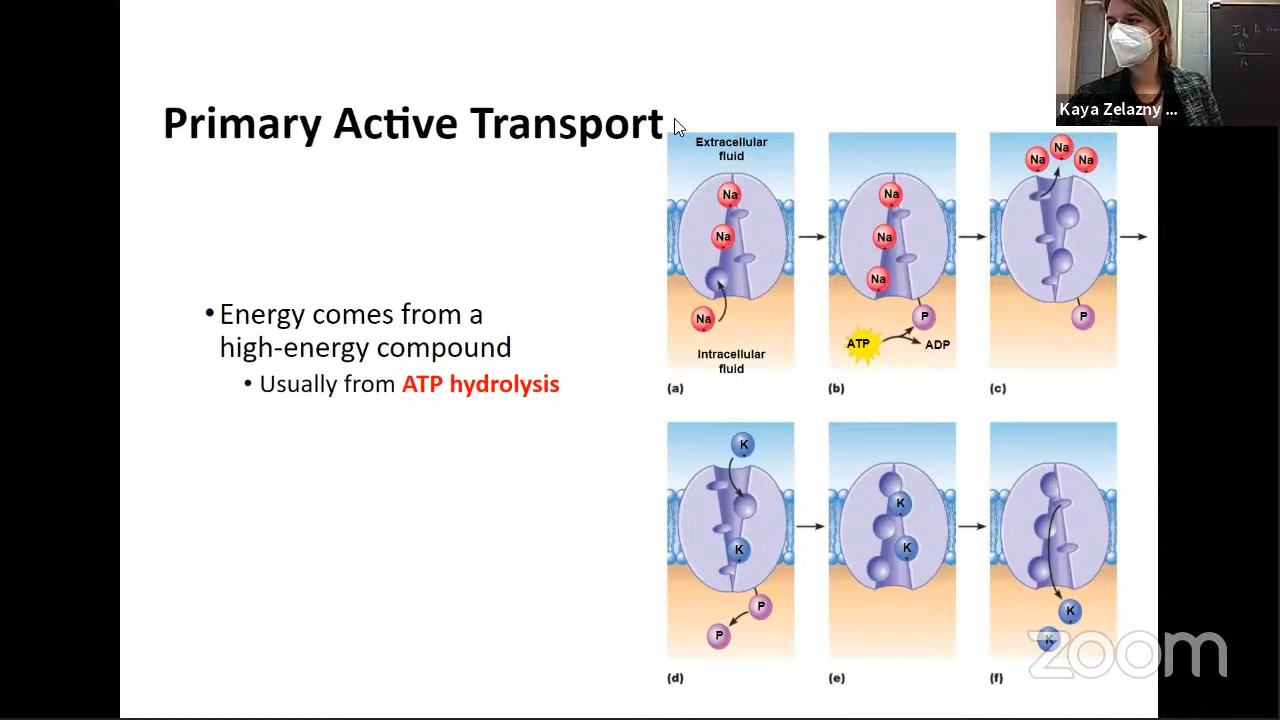 Primary Active Transport
• Energy comes from a
high-energy compound
• Usually from ATP hydrolysis
Kaya Zelazny ...
Extracellular
fluid
Na
+
Na
+
Na
+
Intracellular
fluid
(a)
Na
+
Na
+
Na
+
P
ATP
ADP
(b)
Na
+
Na
+
Na
+
P
(c)
K
+
K
+
P
P
(d)
K
+
K
+
(e)
K
+
K
+
(f)
zoom